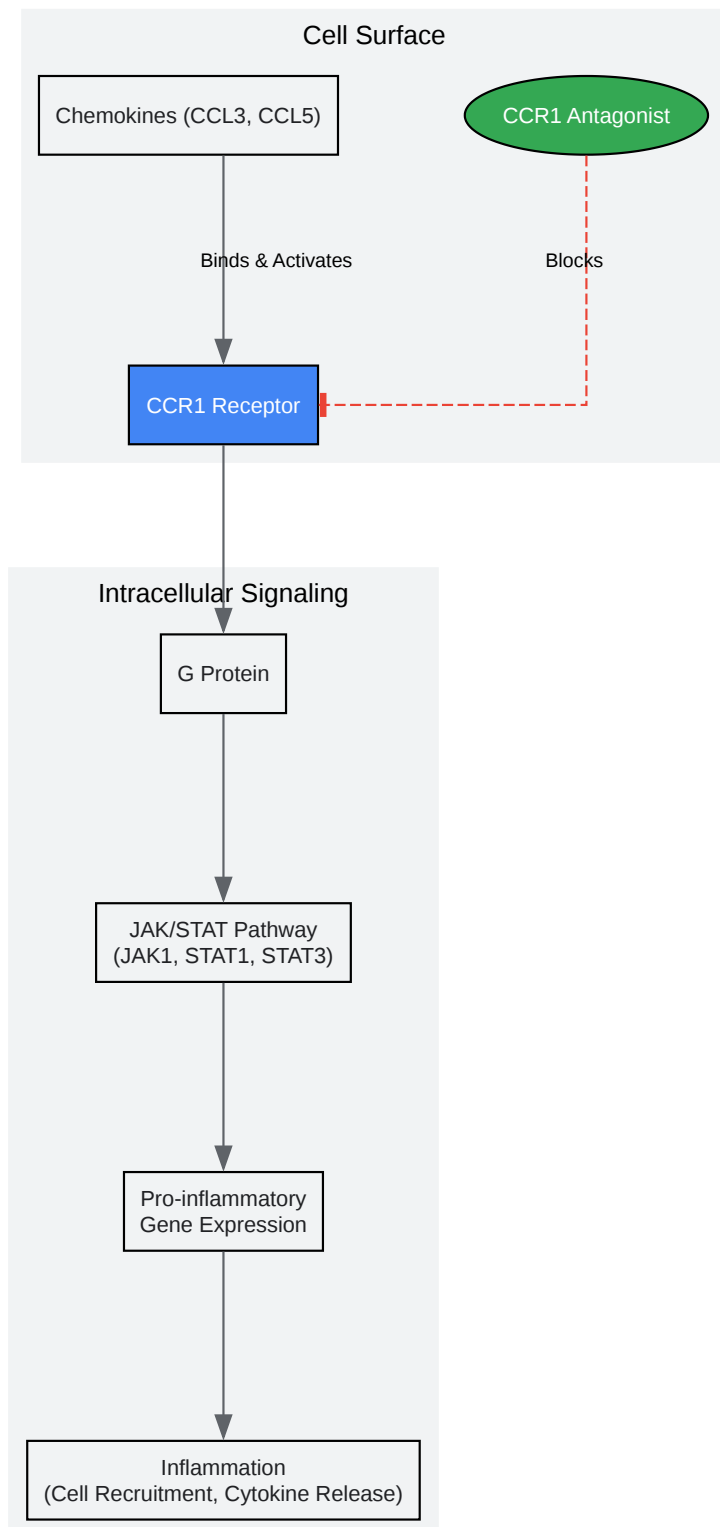 Cell Surface
Chemokines (CCL3, CCL5)
CCR1 Antagonist
Binds & Activates
Blocks
CCR1 Receptor
Intracellular Signaling
G Protein
JAK/STAT Pathway
(JAK1, STAT1, STAT3)
Pro-inflammatory
Gene Expression
Inflammation
(Cell Recruitment, Cytokine Release)